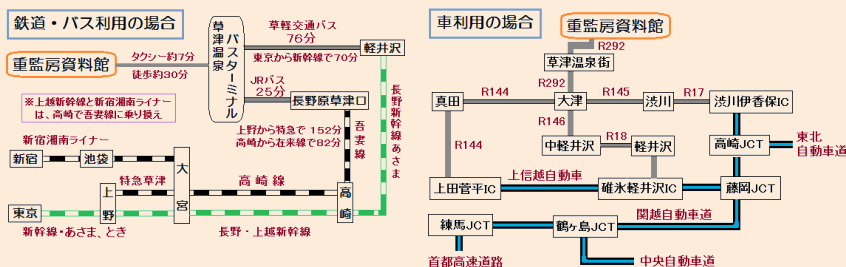 鉄道・バス利用の場合
重監房資料館
タクシー約7分
徒歩約30分
草津温泉
バスターミナル
草軽交通バス
76分
東京から新幹線で70分
軽井沢
JRバス
25分
長野原草津口
※上越新幹線と新宿湘南ライナー
は、高崎で吾妻線に乗り換え
上野から特急で 152分
高崎から在来線で82分
吾妻線
長野新幹線あさま
新宿湘南ライナー
新宿
池袋
大宮
特急草津
高崎線
上野
高崎
東京
新幹線・あさま、とき
長野・上越新幹線
車利用の場合
重監房資料館
R292
草津温泉街
R292
真田
R144
大津
R145
渋川
R17
渋川伊香保IC
R146
R144
中軽井沢
R18
軽井沢
高崎JCT
東北
自動車道
上田菅平IC
上信越自動車
碓氷軽井沢IC
藤岡JCT
関越自動車道
練馬JCT
鶴ヶ島JCT
首都高速道路
中央自動車道